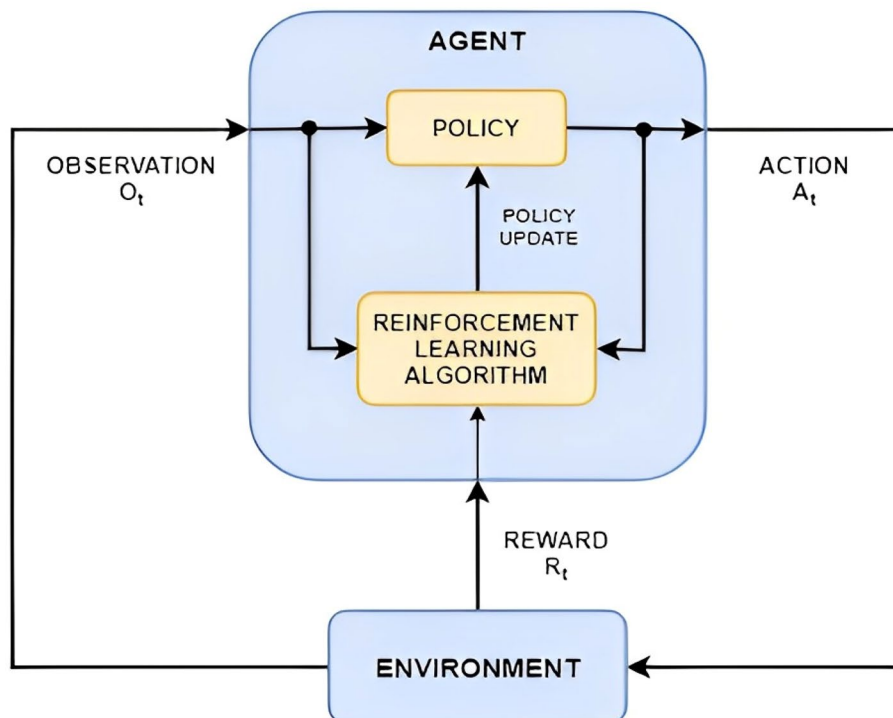 AGENT
POLICY
OBSERVATION
Oₜ
ACTION
Aₜ
POLICY
UPDATE
REINFORCEMENT
LEARNING
ALGORITHM
REWARD
Rₜ
ENVIRONMENT